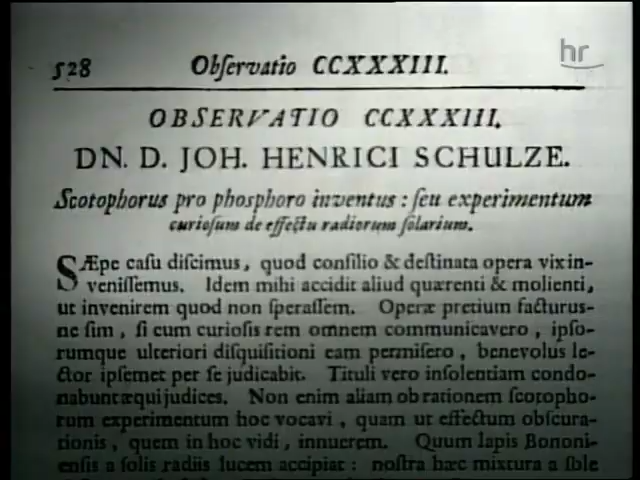 hr
528 Obſervatio CCXXXIII.
OBSERVATIO CCXXXIII.
DN. D. JOH. HENRICI SCHULZE.
Scotophorus pro phosphoro inventus : ſeu experimentum
curioſum de effectu radiorum ſolarium.
SÆpe caſu diſcimus, quod conſilio & deſtinata opera vix in-
veniſſemus. Idem mihi accidit aliud quærenti & molienti,
ut invenirem quod non ſperaſſem. Operæ pretium facturus-
ne ſim, ſi cum curioſis rem omnem communicavero, ipſo-
rumque ulteriori diſquiſitioni eam permiſero, benevolus le-
ctor ipſemet per ſe judicabit. Tituli vero inſolentiam condo-
nabunt æqui judices. Non enim aliam ob rationem ſcotopho-
rum experimentum hoc vocavi, quam ut effectum obſcura-
tionis, quem in hoc vidi, innuerem. Quum lapis Bononi-
enſis a ſolis radiis lucem accipiat : noſtra hæc mixtura a ſole